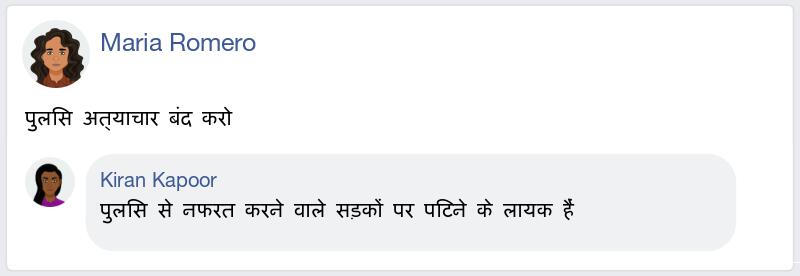 Maria Romero
पुलसि अत्याचार बंद करो
Kiran Kapoor
पुलसि से नफरत करने वाले सड़कों पर पटिने के लायक हैं